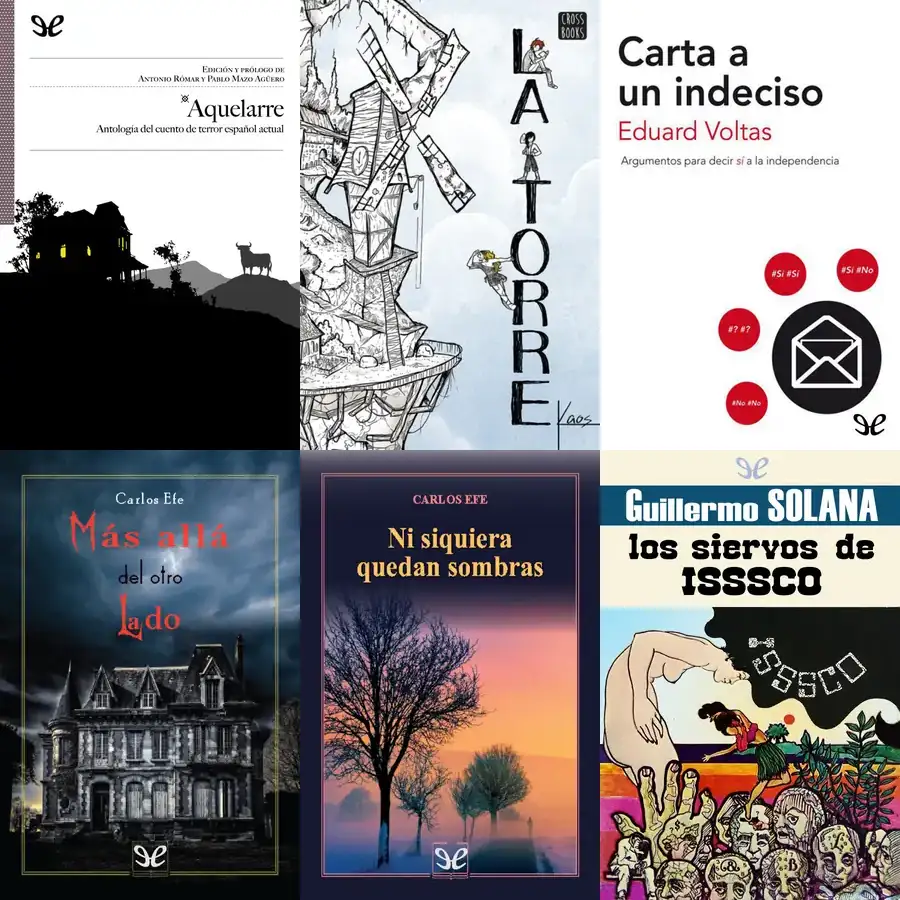 EDICIÓN Y PRÓLOGO DE
ANTONIO RÓMAR Y PABLO MAZO AGÜERO
Aquelarre
Antología del cuento de terror español actual
CROSS
BOOKS
LA TORRE
Kaos
Carta a
un indeciso
Eduard Voltas
Argumentos para decir sí a la independencia
#Sí #Sí
#Sí #No
#? #?
#No #No
Carlos Efe
Más allá
del otro
Lado
CARLOS EFE
Ni siquiera
quedan sombras
Guillermo SOLANA
los siervos de
ISSSCO
ISSSCO